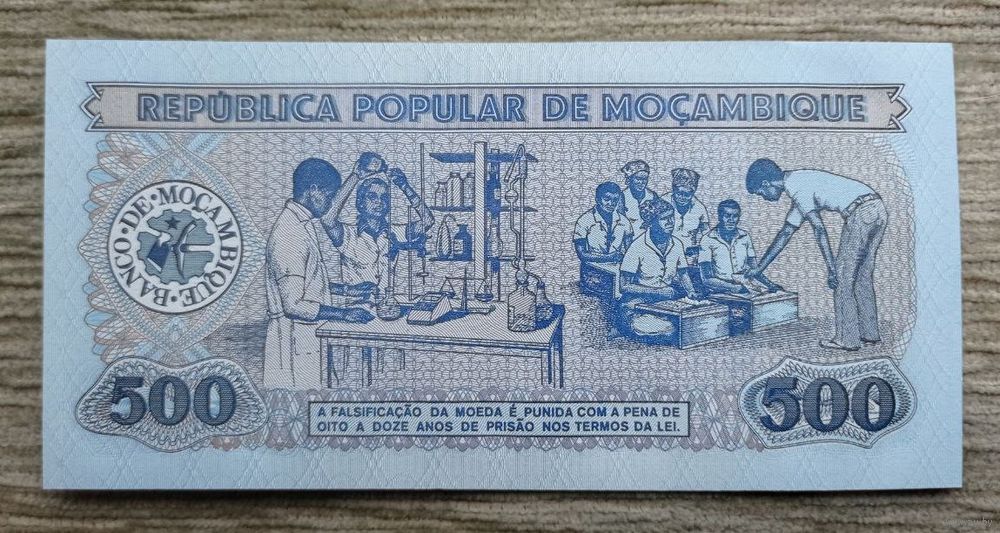 REPÚBLICA POPULAR DE MOÇAMBIQUE
BANCO·DE·MOÇAMBIQUE·
500
500
A FALSIFICAÇÃO DA MOEDA É PUNIDA COM A PENA DE
OITO A DOZE ANOS DE PRISÃO NOS TERMOS DA LEI.